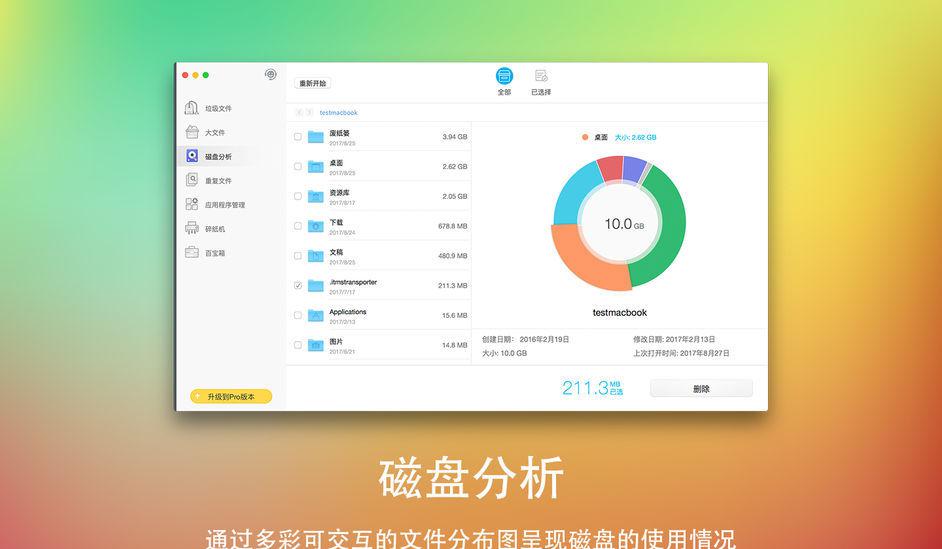 重新开始
全部
已选择
垃圾文件
大文件
磁盘分析
重复文件
应用程序管理
碎纸机
百宝箱
升级到Pro版本
testmacbook
废纸篓
2017/8/25
3.94 GB
桌面
2017/8/25
2.62 GB
资源库
2017/8/17
2.05 GB
下载
2017/8/24
678.8 MB
文稿
2017/8/25
480.9 MB
.itmstransporter
2017/7/17
211.3 MB
Applications
2017/2/13
15.6 MB
图片
2017/8/21
14.8 MB
桌面 大小: 2.62 GB
10.0 GB
testmacbook
创建日期: 2016年2月19日
修改日期: 2017年2月13日
大小: 10.0 GB
上次打开时间: 2017年8月27日
211.3 MB 已选
删除
磁盘分析
通过多彩可交互的文件分布图呈现磁盘的使用情况